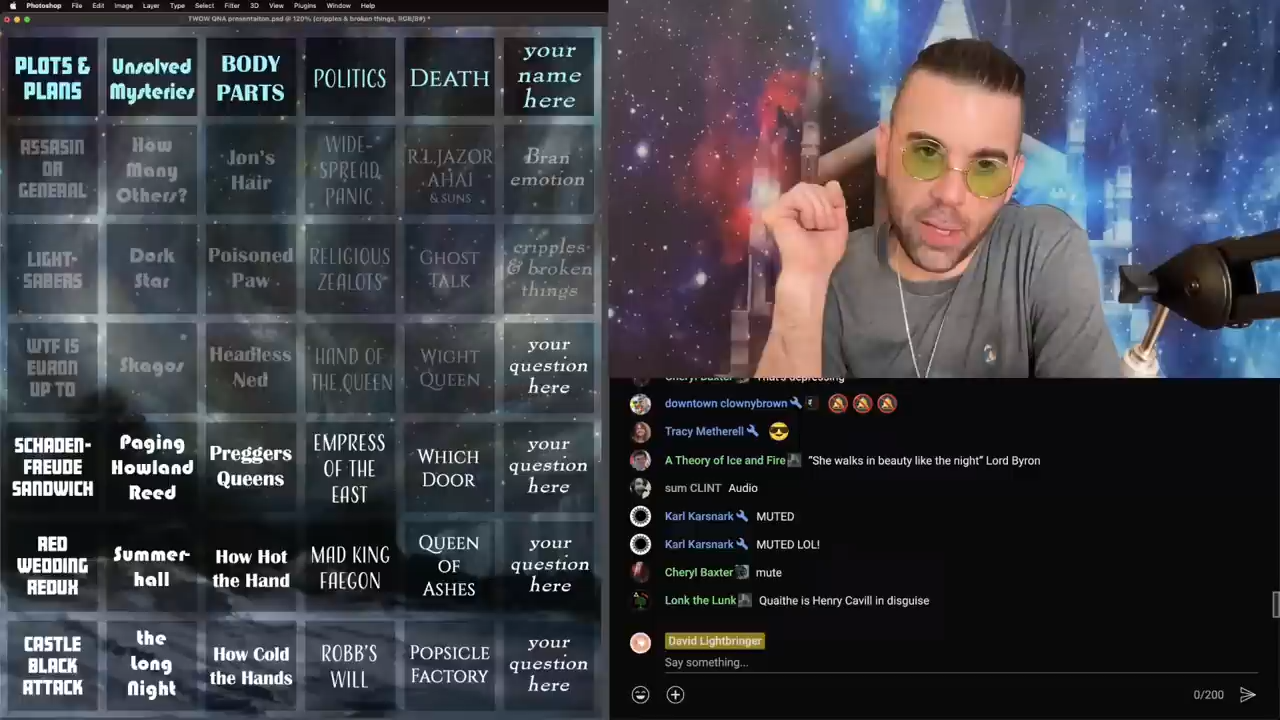 Photoshop File Edit Image Layer Type Select Filter 3D View Plugins Window Help
TWOW QNA presentaiton.psd @ 120% (cripples & broken things, RGB/8#) *
PLOTS &
PLANS
Unsolved
Mysteries
BODY
PARTS
POLITICS
DEATH
your
name
here
ASSASIN
OR
GENERAL
How
Many
Others?
Jon's
Hair
WIDE-
SPREAD
PANIC
R.L.JAZOR
AHAI
& SUNS
Bran
emotion
LIGHT-
SABERS
Dark
Star
Poisoned
Paw
RELIGIOUS
ZEALOTS
GHOST
TALK
cripples
& broken
things
WTF IS
EURON
UP TO
Skagos
Headless
Ned
HAND OF
THE QUEEN
WIGHT
QUEEN
your
question
here
SCHADEN-
FREUDE
SANDWICH
Paging
Howland
Reed
Preggers
Queens
EMPRESS
OF THE
EAST
WHICH
DOOR
your
question
here
RED
WEDDING
REDUX
Summer-
hall
How Hot
the Hand
MAD KING
FAEGON
QUEEN
OF
ASHES
your
question
here
CASTLE
BLACK
ATTACK
the
Long
Night
How Cold
the Hands
ROBB'S
WILL
POPSICLE
FACTORY
your
question
here
Cheryl Baxter That's depressing
downtown clownybrown
Tracy Metherell
A Theory of Ice and Fire “She walks in beauty like the night” Lord Byron
sum CLINT Audio
Karl Karsnark MUTED
Karl Karsnark MUTED LOL!
Cheryl Baxter mute
Lonk the Lunk Quaithe is Henry Cavill in disguise
David Lightbringer
Say something...
0/200